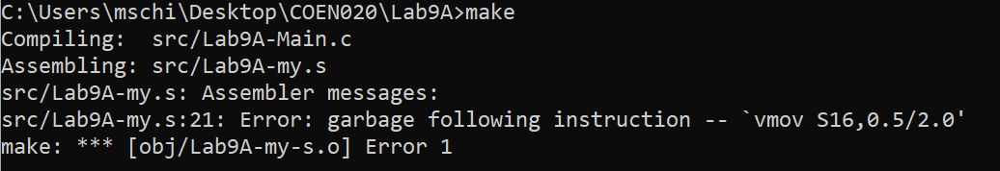 C:\Users\mschi\Desktop\COEN020\Lab9A>make
Compiling:  src/Lab9A-Main.c
Assembling: src/Lab9A-my.s
src/Lab9A-my.s: Assembler messages:
src/Lab9A-my.s:21: Error: garbage following instruction -- `vmov S16,0.5/2.0'
make: *** [obj/Lab9A-my-s.o] Error 1